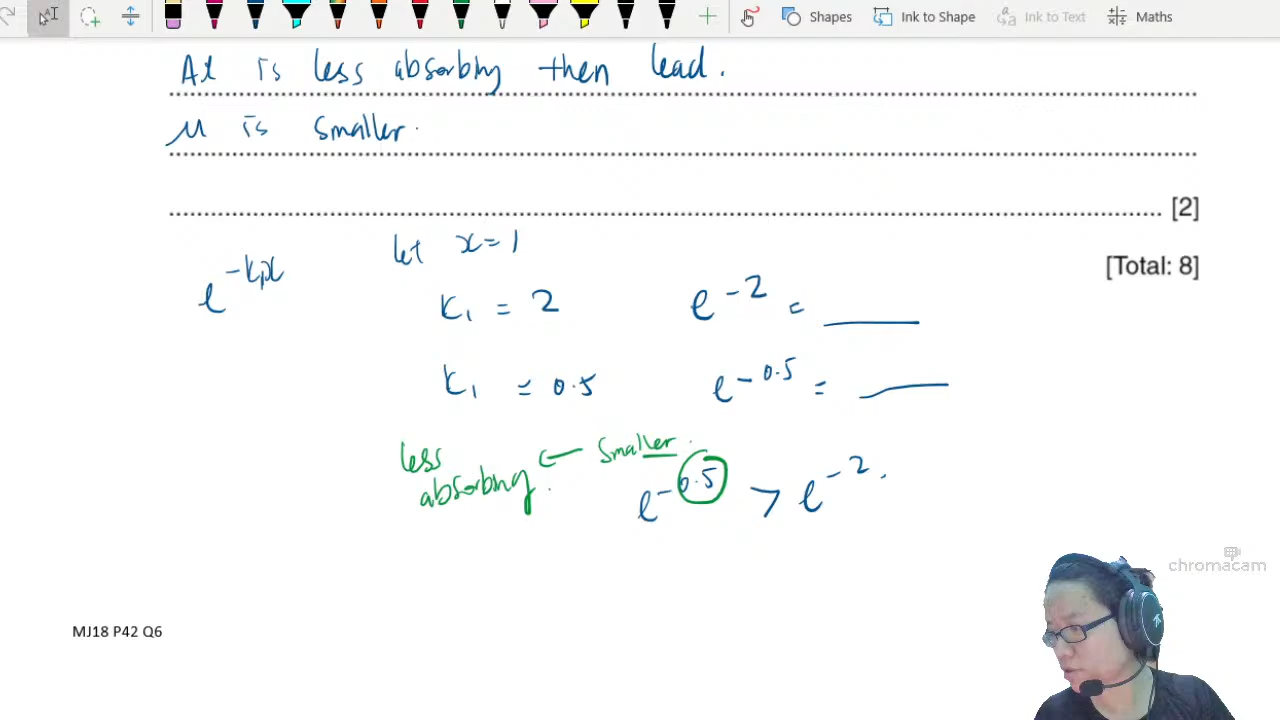 Shapes Ink to Shape Ink to Text Maths
Al is less absorbing then lead.
μ is smaller.
[2]
let x = 1
[Total: 8]
e^-k₁x
K₁ = 2 e^-2 =
K₁ = 0.5 e^-0.5 =
less absorbing. ← smaller.
e^-0.5 > e^-2.
chromacam
MJ18 P42 Q6